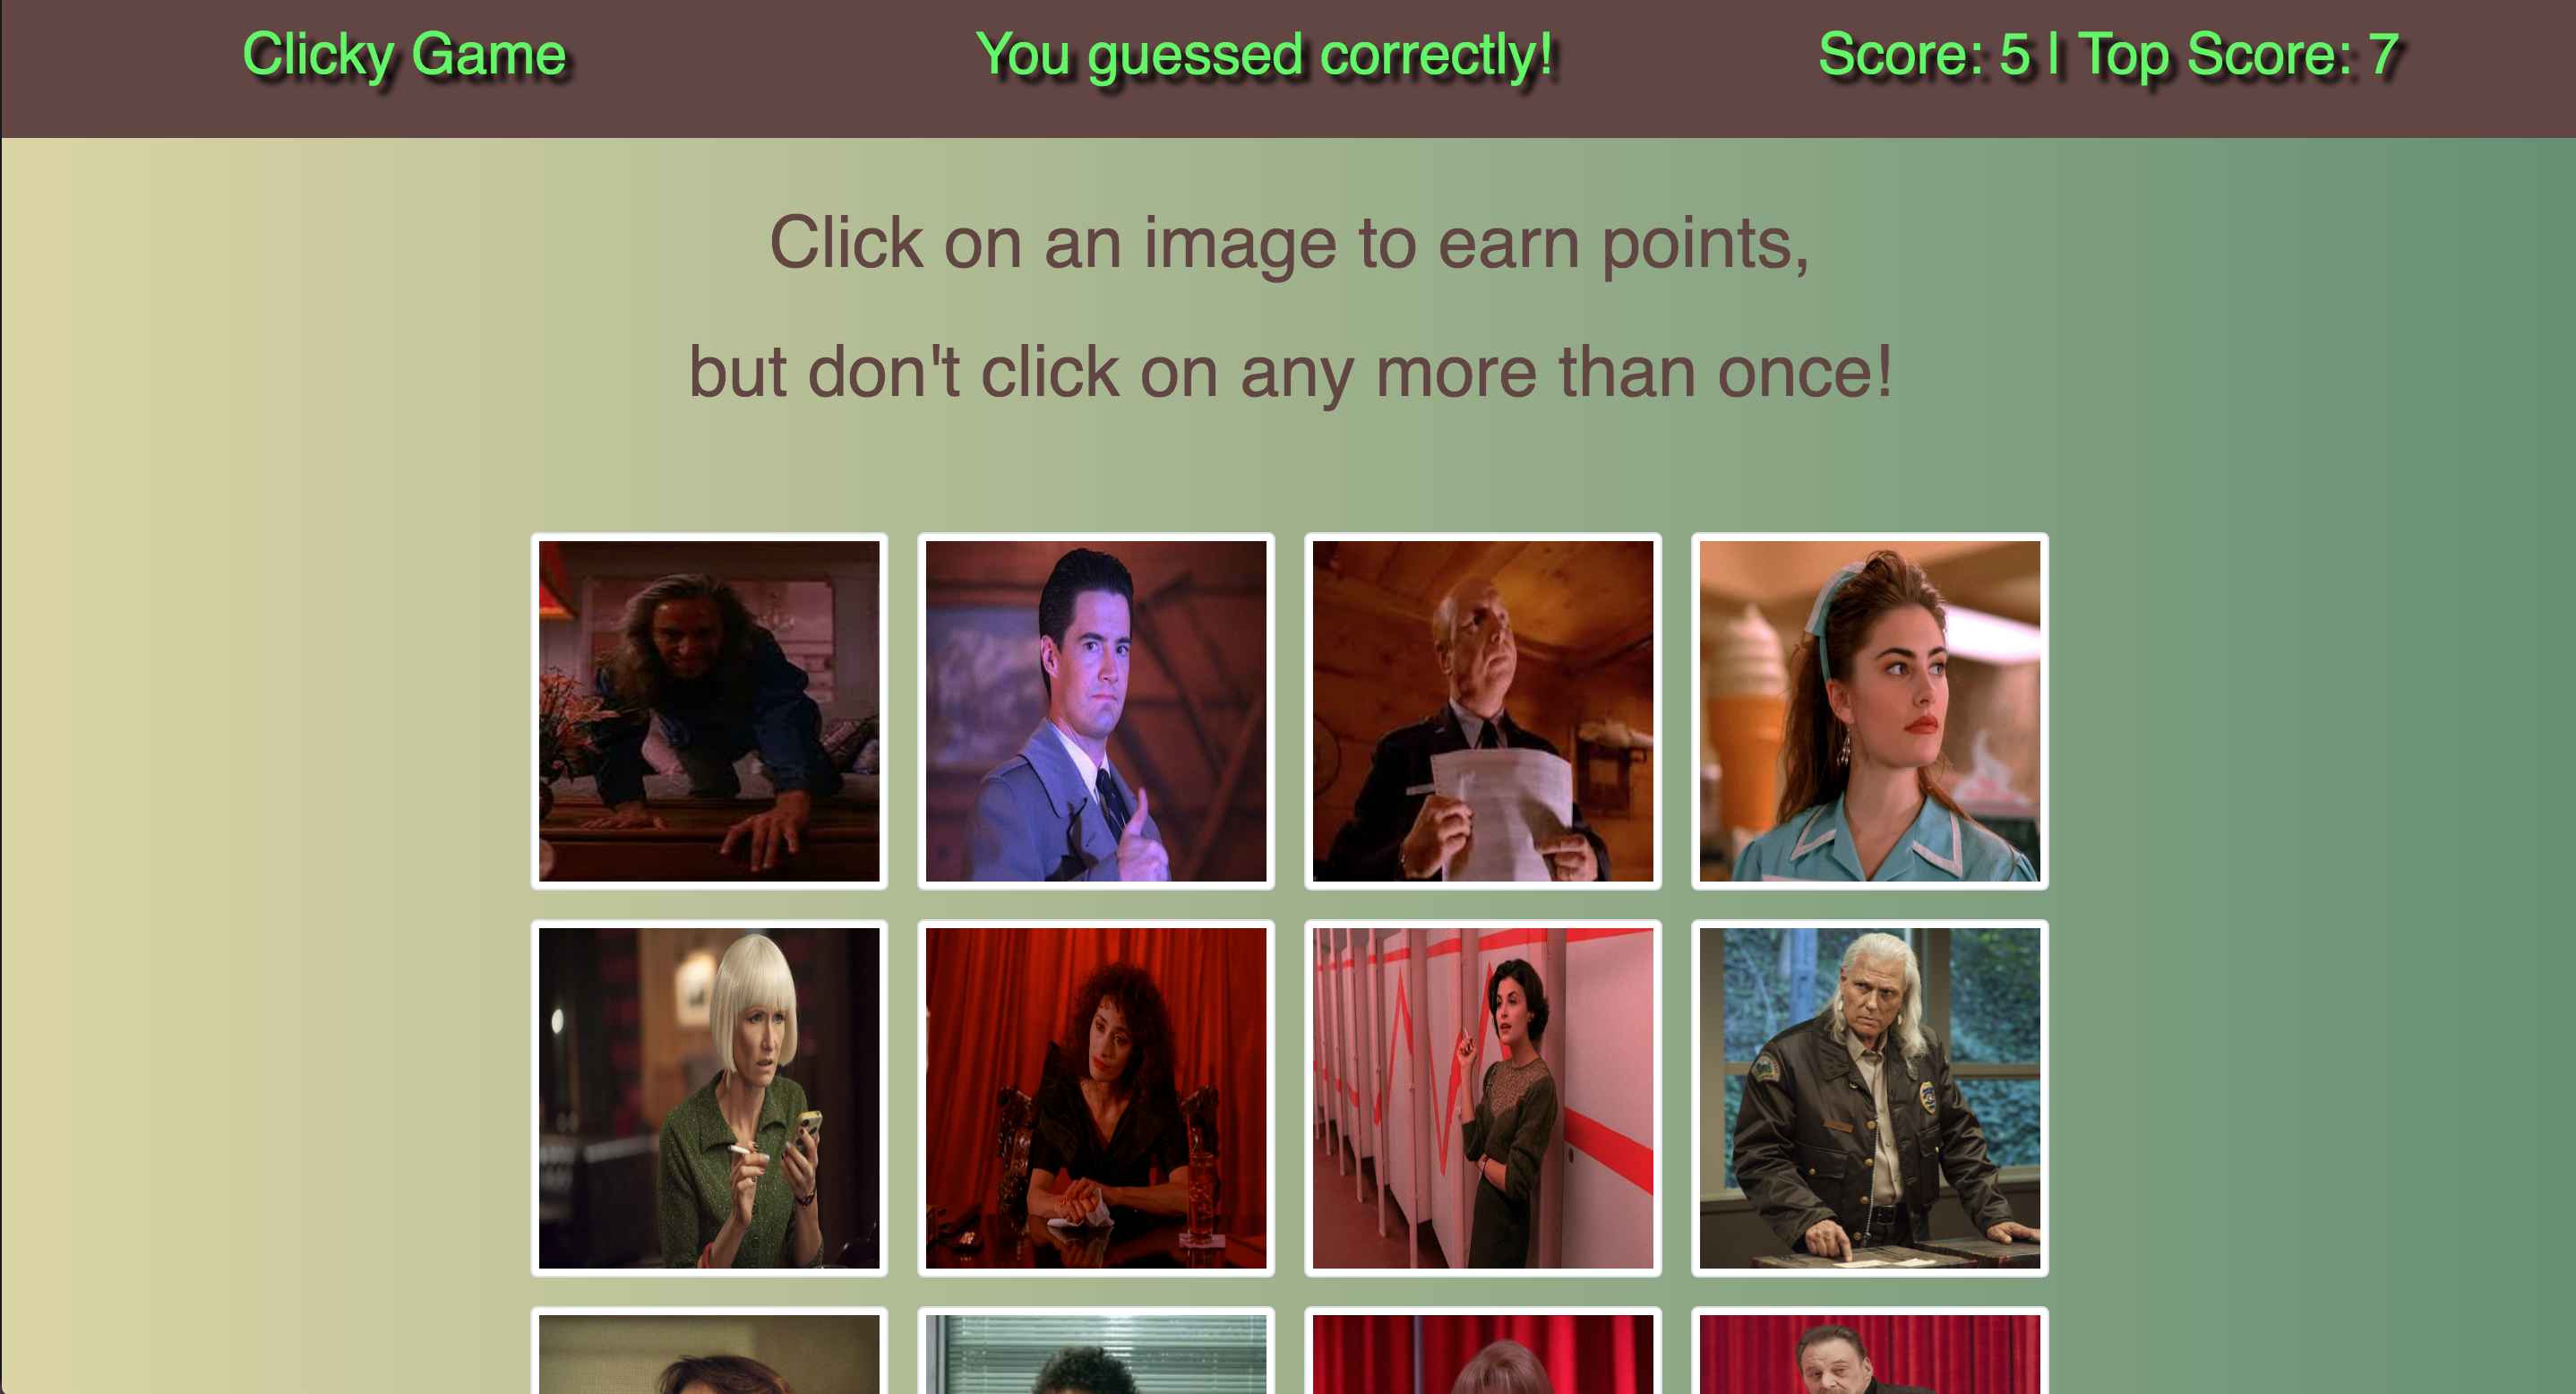 Clicky Game
You guessed correctly!
Score: 5 | Top Score: 7
Click on an image to earn points,
but don't click on any more than once!